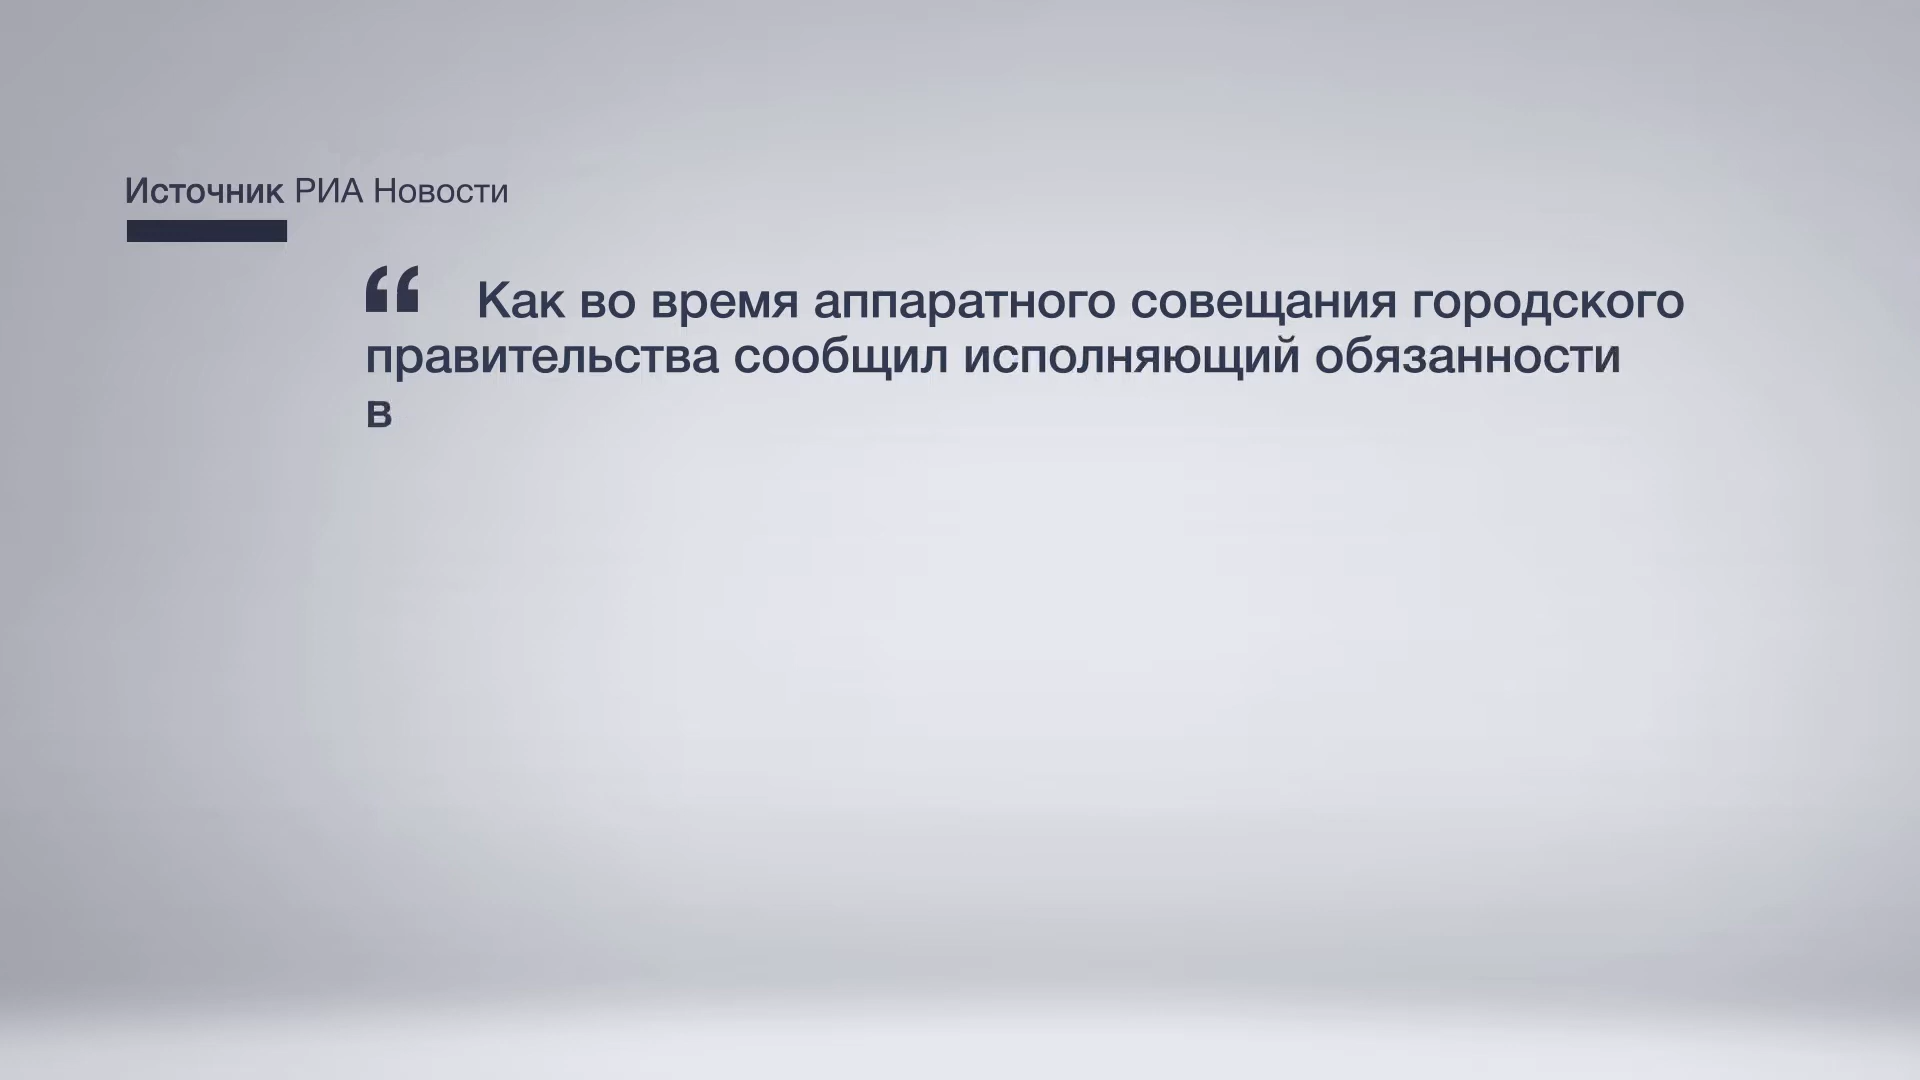 Источник РИА Новости
“ Как во время аппаратного совещания городского
правительства сообщил исполняющий обязанности
в